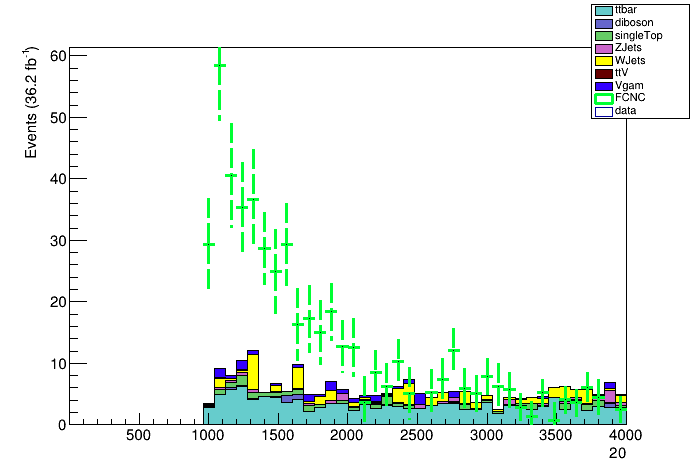 ttbar
diboson
singleTop
ZJets
WJets
ttV
Vgam
FCNC
data
Events (36.2 fb⁻¹)
60
50
40
30
20
10
0
500 1000 1500 2000 2500 3000 3500 4000
20